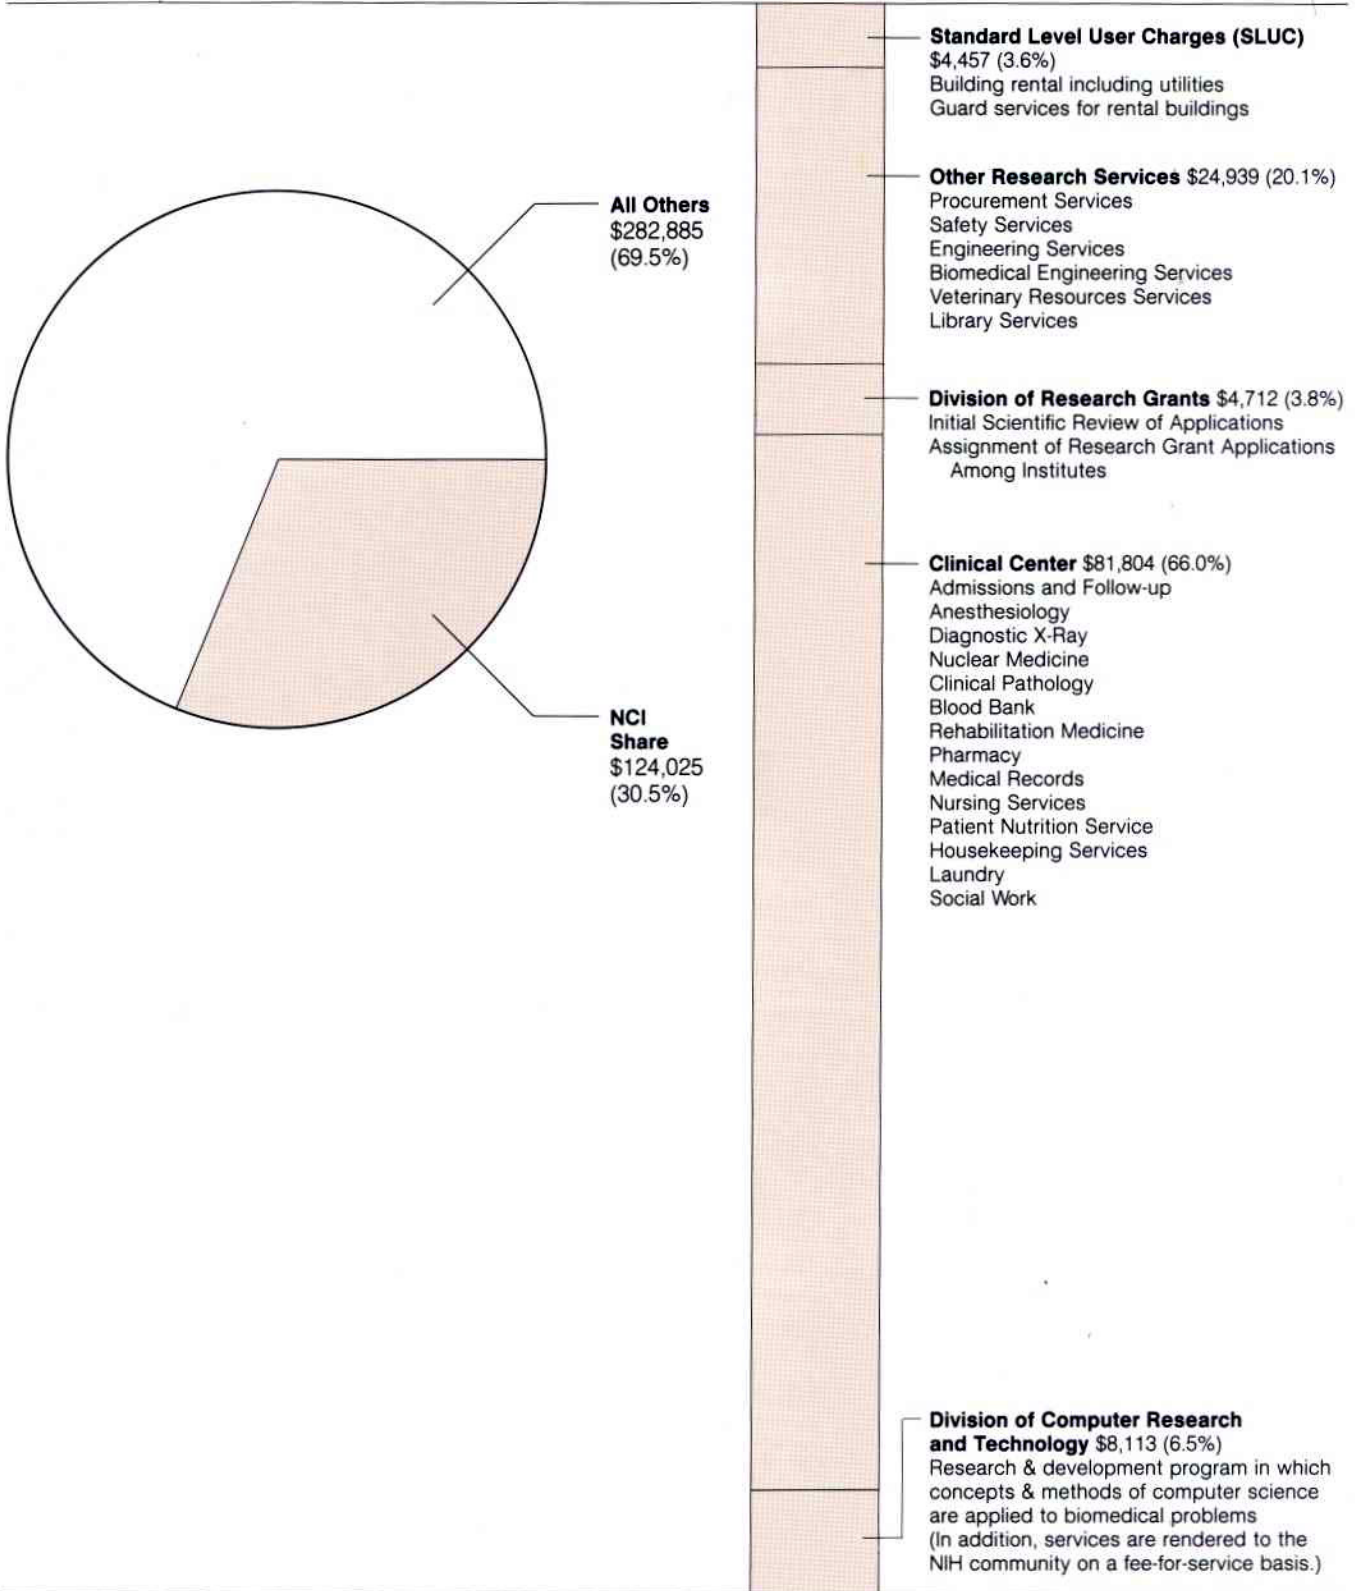 All Others
$282,885
(69.5%)
NCI
Share
$124,025
(30.5%)
Standard Level User Charges (SLUC)
$4,457 (3.6%)
Building rental including utilities
Guard services for rental buildings
Other Research Services $24,939 (20.1%)
Procurement Services
Safety Services
Engineering Services
Biomedical Engineering Services
Veterinary Resources Services
Library Services
Division of Research Grants $4,712 (3.8%)
Initial Scientific Review of Applications
Assignment of Research Grant Applications
Among Institutes
Clinical Center $81,804 (66.0%)
Admissions and Follow-up
Anesthesiology
Diagnostic X-Ray
Nuclear Medicine
Clinical Pathology
Blood Bank
Rehabilitation Medicine
Pharmacy
Medical Records
Nursing Services
Patient Nutrition Service
Housekeeping Services
Laundry
Social Work
Division of Computer Research
and Technology $8,113 (6.5%)
Research & development program in which
concepts & methods of computer science
are applied to biomedical problems
(In addition, services are rendered to the
NIH community on a fee-for-service basis.)